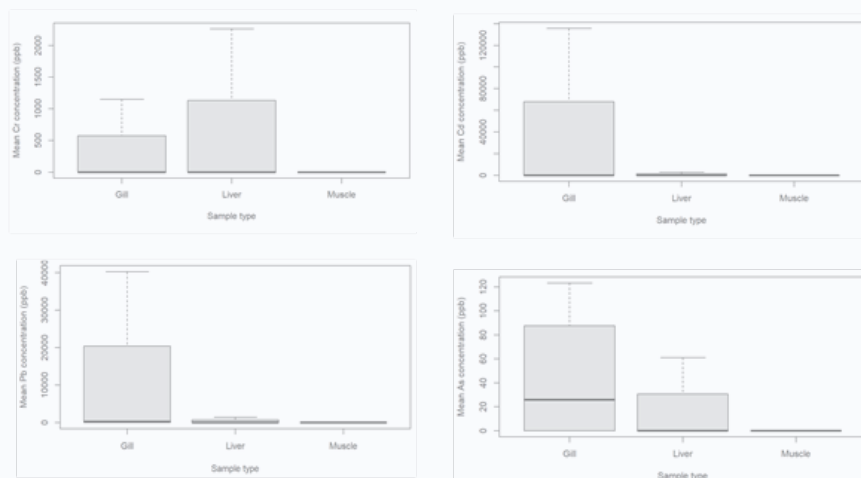 Mean Cr concentration (ppb)
2000
1500
1000
500
0
Gill
Liver
Muscle
Sample type
Mean Cd concentration (ppb)
120000
80000
40000
0
Gill
Liver
Muscle
Sample type
Mean Pb concentration (ppb)
40000
30000
20000
10000
0
Gill
Liver
Muscle
Sample type
Mean As concentration (ppb)
120
100
80
60
40
20
0
Gill
Liver
Muscle
Sample type